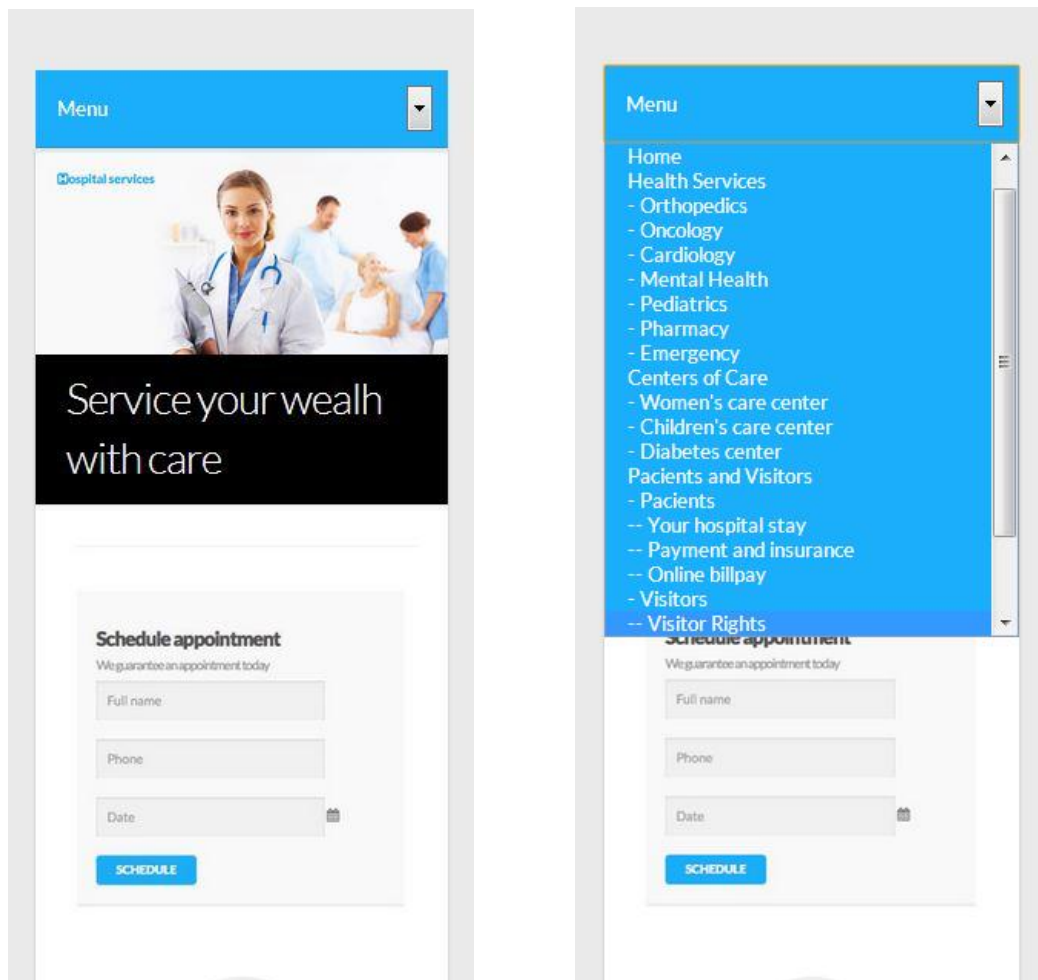 Menu
Hospital services
Service your wealh
with care
Schedule appointment
We guarantee an appointment today
Full name
Phone
Date
SCHEDULE
Menu
Home
Health Services
- Orthopedics
- Oncology
- Cardiology
- Mental Health
- Pediatrics
- Pharmacy
- Emergency
Centers of Care
- Women's care center
- Children's care center
- Diabetes center
Pacients and Visitors
- Pacients
-- Your hospital stay
-- Payment and insurance
-- Online billpay
- Visitors
-- Visitor Rights
Schedule appointment
We guarantee an appointment today
Full name
Phone
Date
SCHEDULE